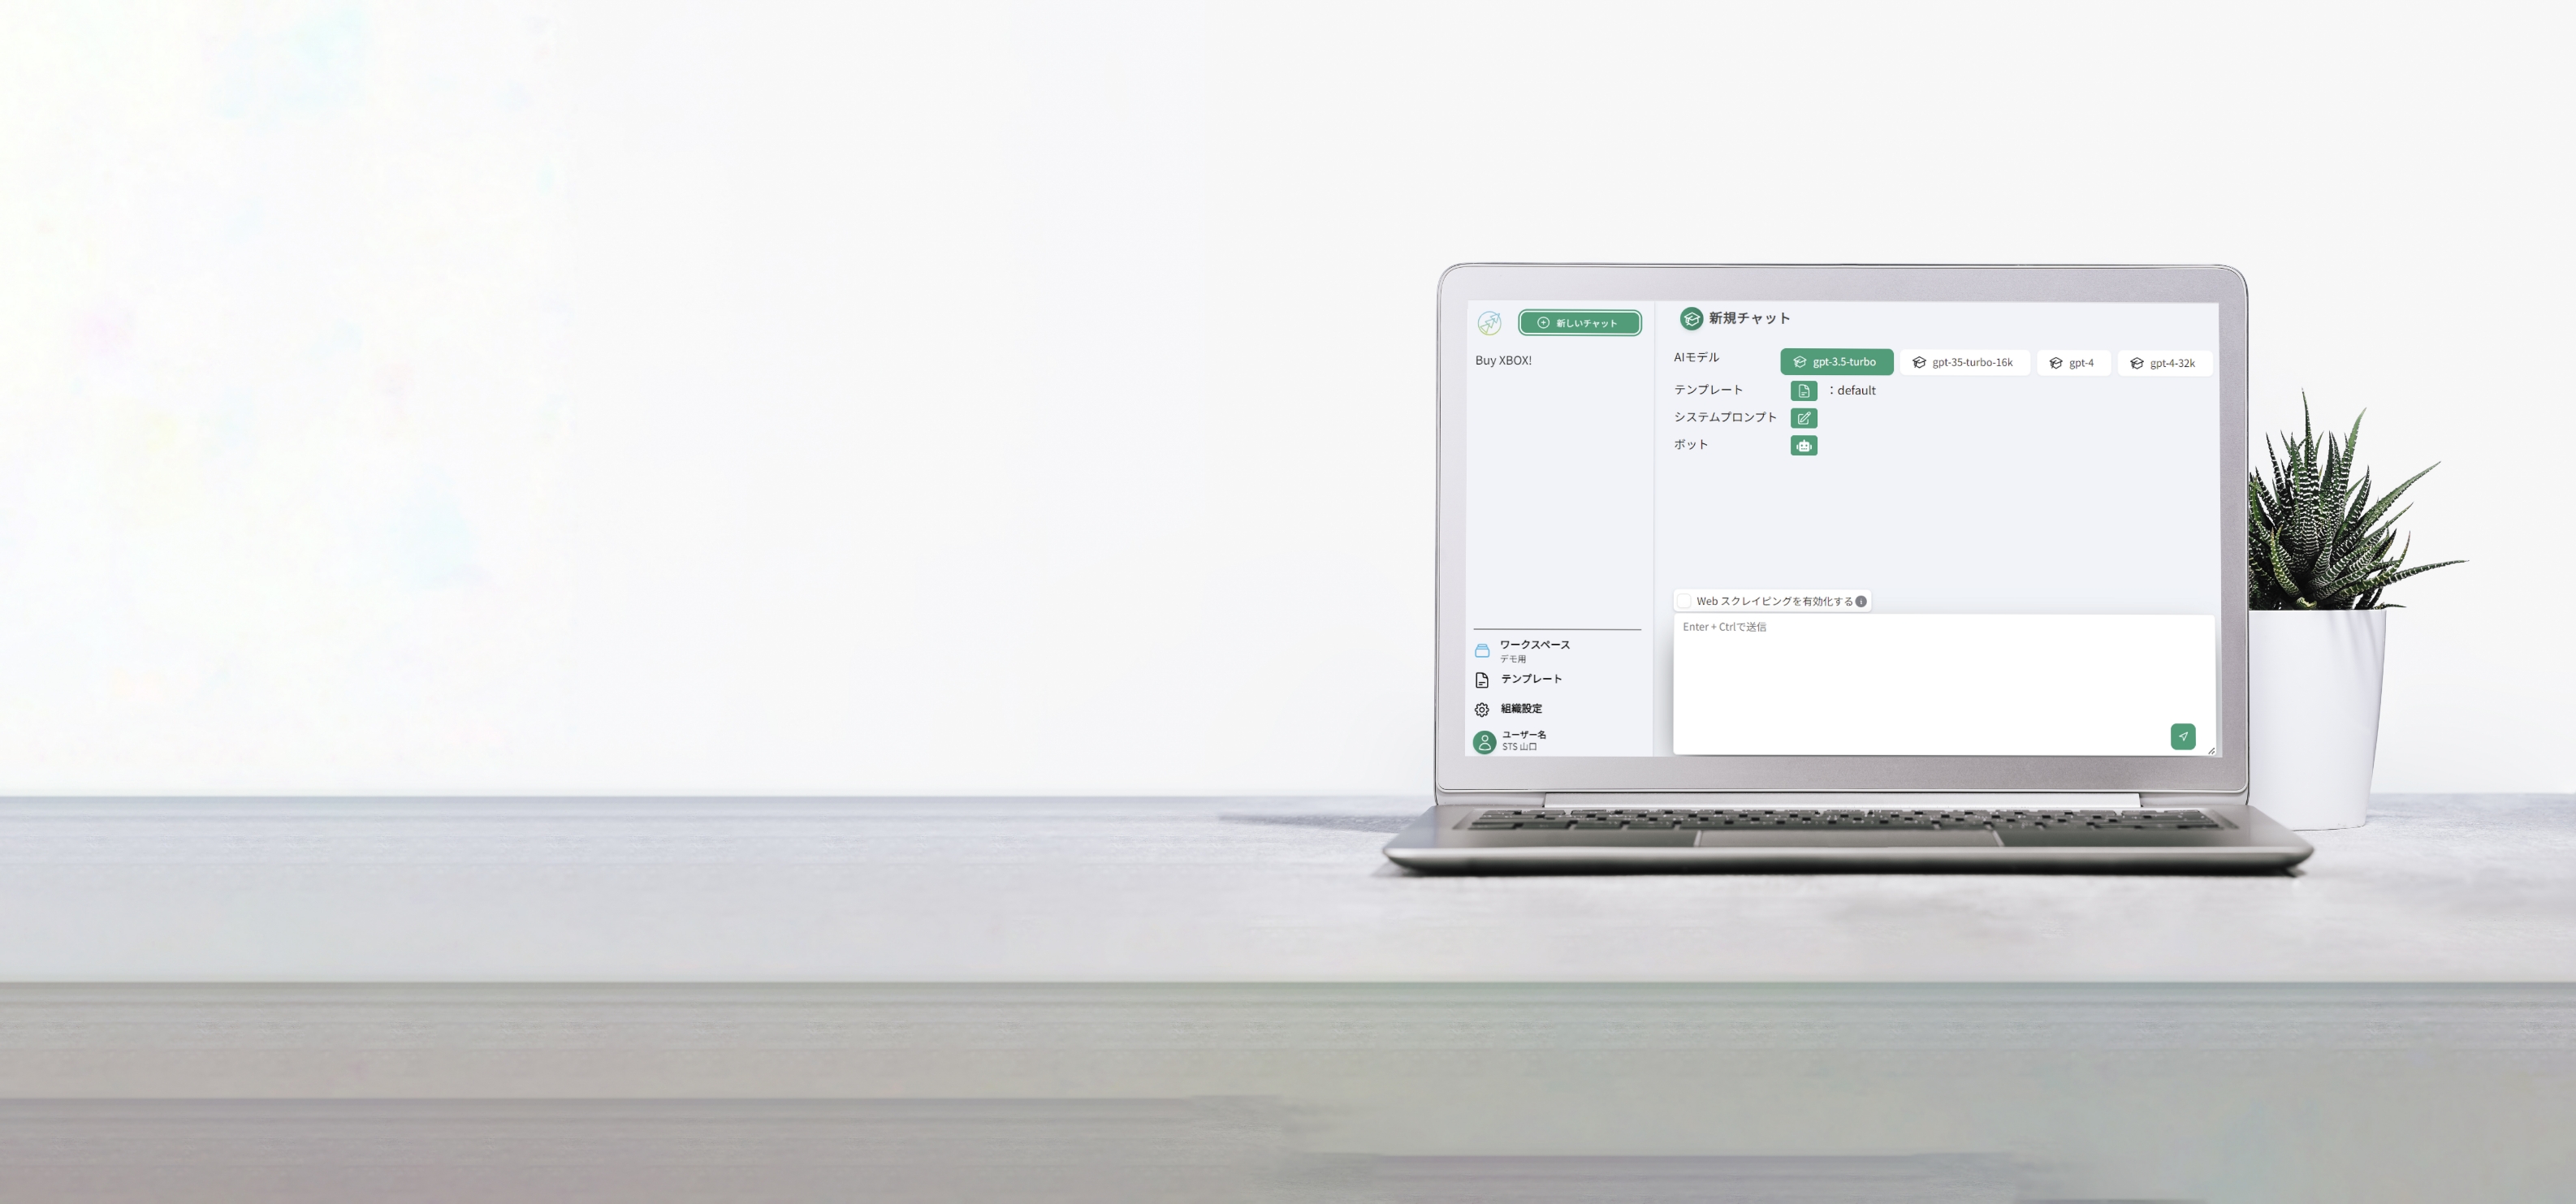 新しいチャット
Buy XBOX!
ワークスペース
デモ用
テンプレート
組織設定
ユーザー名
STS 山口
新規チャット
AIモデル
gpt-3.5-turbo
gpt-35-turbo-16k
gpt-4
gpt-4-32k
テンプレート
：default
システムプロンプト
ボット
Web スクレイピングを有効化する
Enter + Ctrlで送信